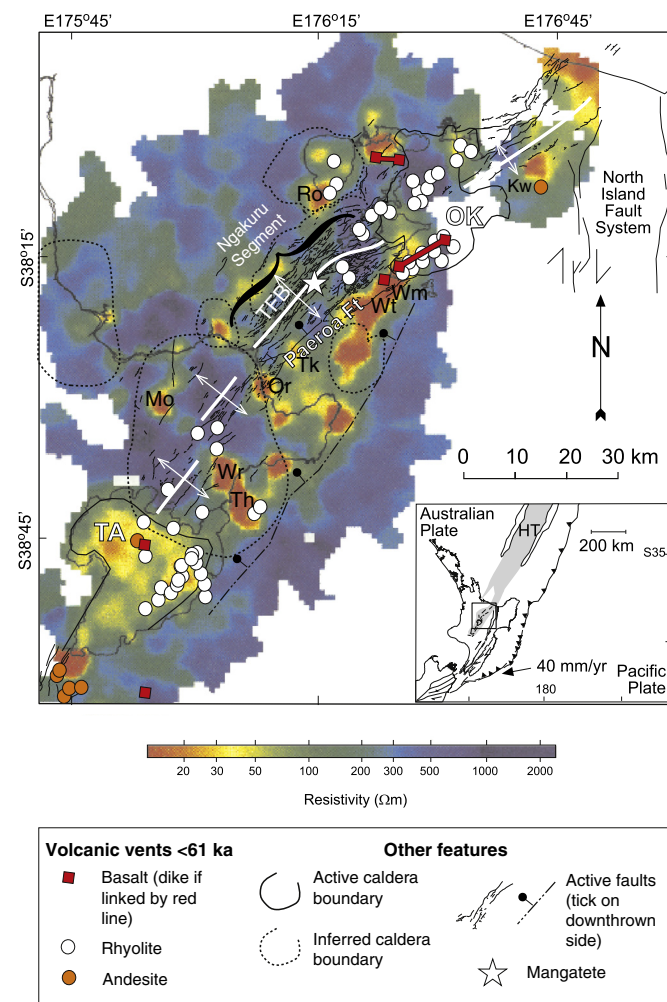 E175º45'
E176º15'
E176º45'
Ro
Kw
North
Island
Fault
System
Ngakuru
Segment
OK
S38º15'
TFB
Wm
Wt
Paeroa Ft
N
Tk
Or
Mo
0 10 20 30 km
Wr
Th
TA
S38º45'
Australian
Plate
HT
200 km
S35
40 mm/yr
Pacific
Plate
180
20 30 50 100 200 300 500 1000 2000
Resistivity (Ωm)
Volcanic vents <61 ka
Other features
Basalt (dike if
linked by red
line)
Rhyolite
Andesite
Active caldera
boundary
Inferred caldera
boundary
Active faults
(tick on
downthrown
side)
Mangatete